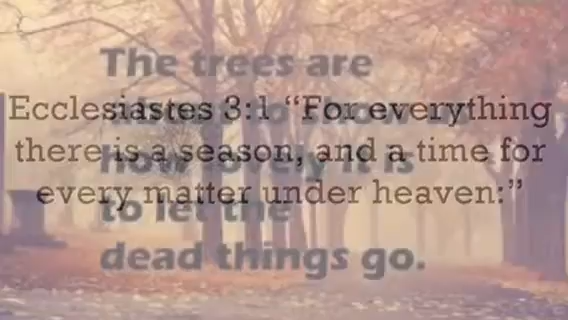 The trees are
how lovely it is
to let the
dead things go.
Ecclesiastes 3:1 “For everything
there is a season, and a time for
every matter under heaven:”